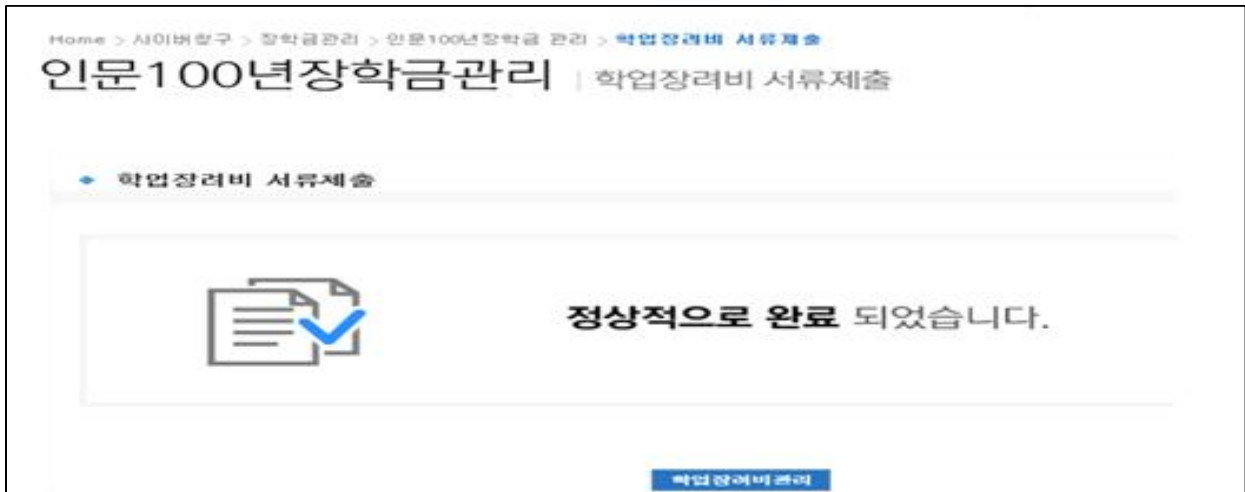 Home > 사이버창구 > 장학금관리 > 인문100년장학금 관리 > 학업장려비 서류제출
인문100년장학금관리 | 학업장려비 서류제출
학업장려비 서류제출
정상적으로 완료 되었습니다.
학업장려비관리